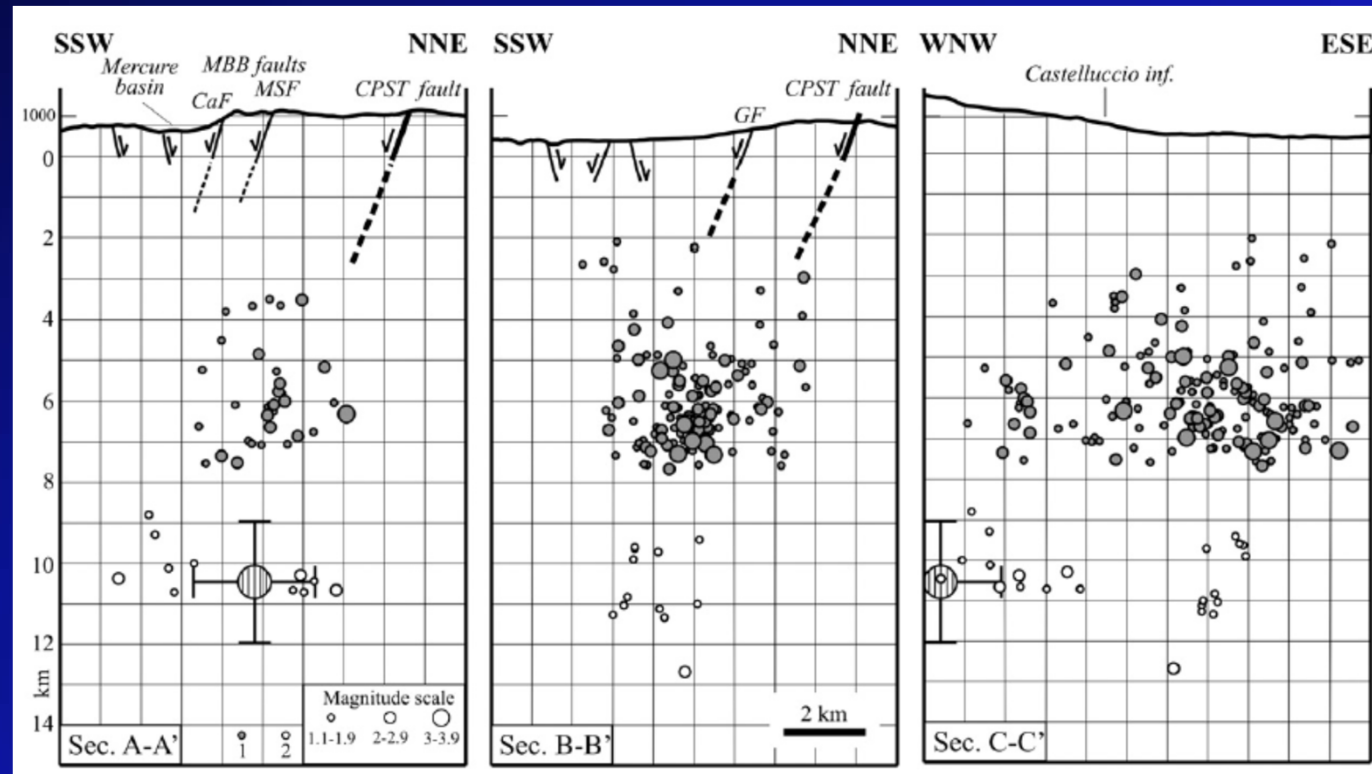 SSW NNE
Mercure basin
MBB faults
CaF MSF
CPST fault
1000
0
2
4
6
8
10
12
km
14
Sec. A-A'
Magnitude scale
1.1-1.9 2-2.9 3-3.9
1 2
SSW NNE
CPST fault
GF
2 km
Sec. B-B'
WNW ESE
Castelluccio inf.
Sec. C-C'